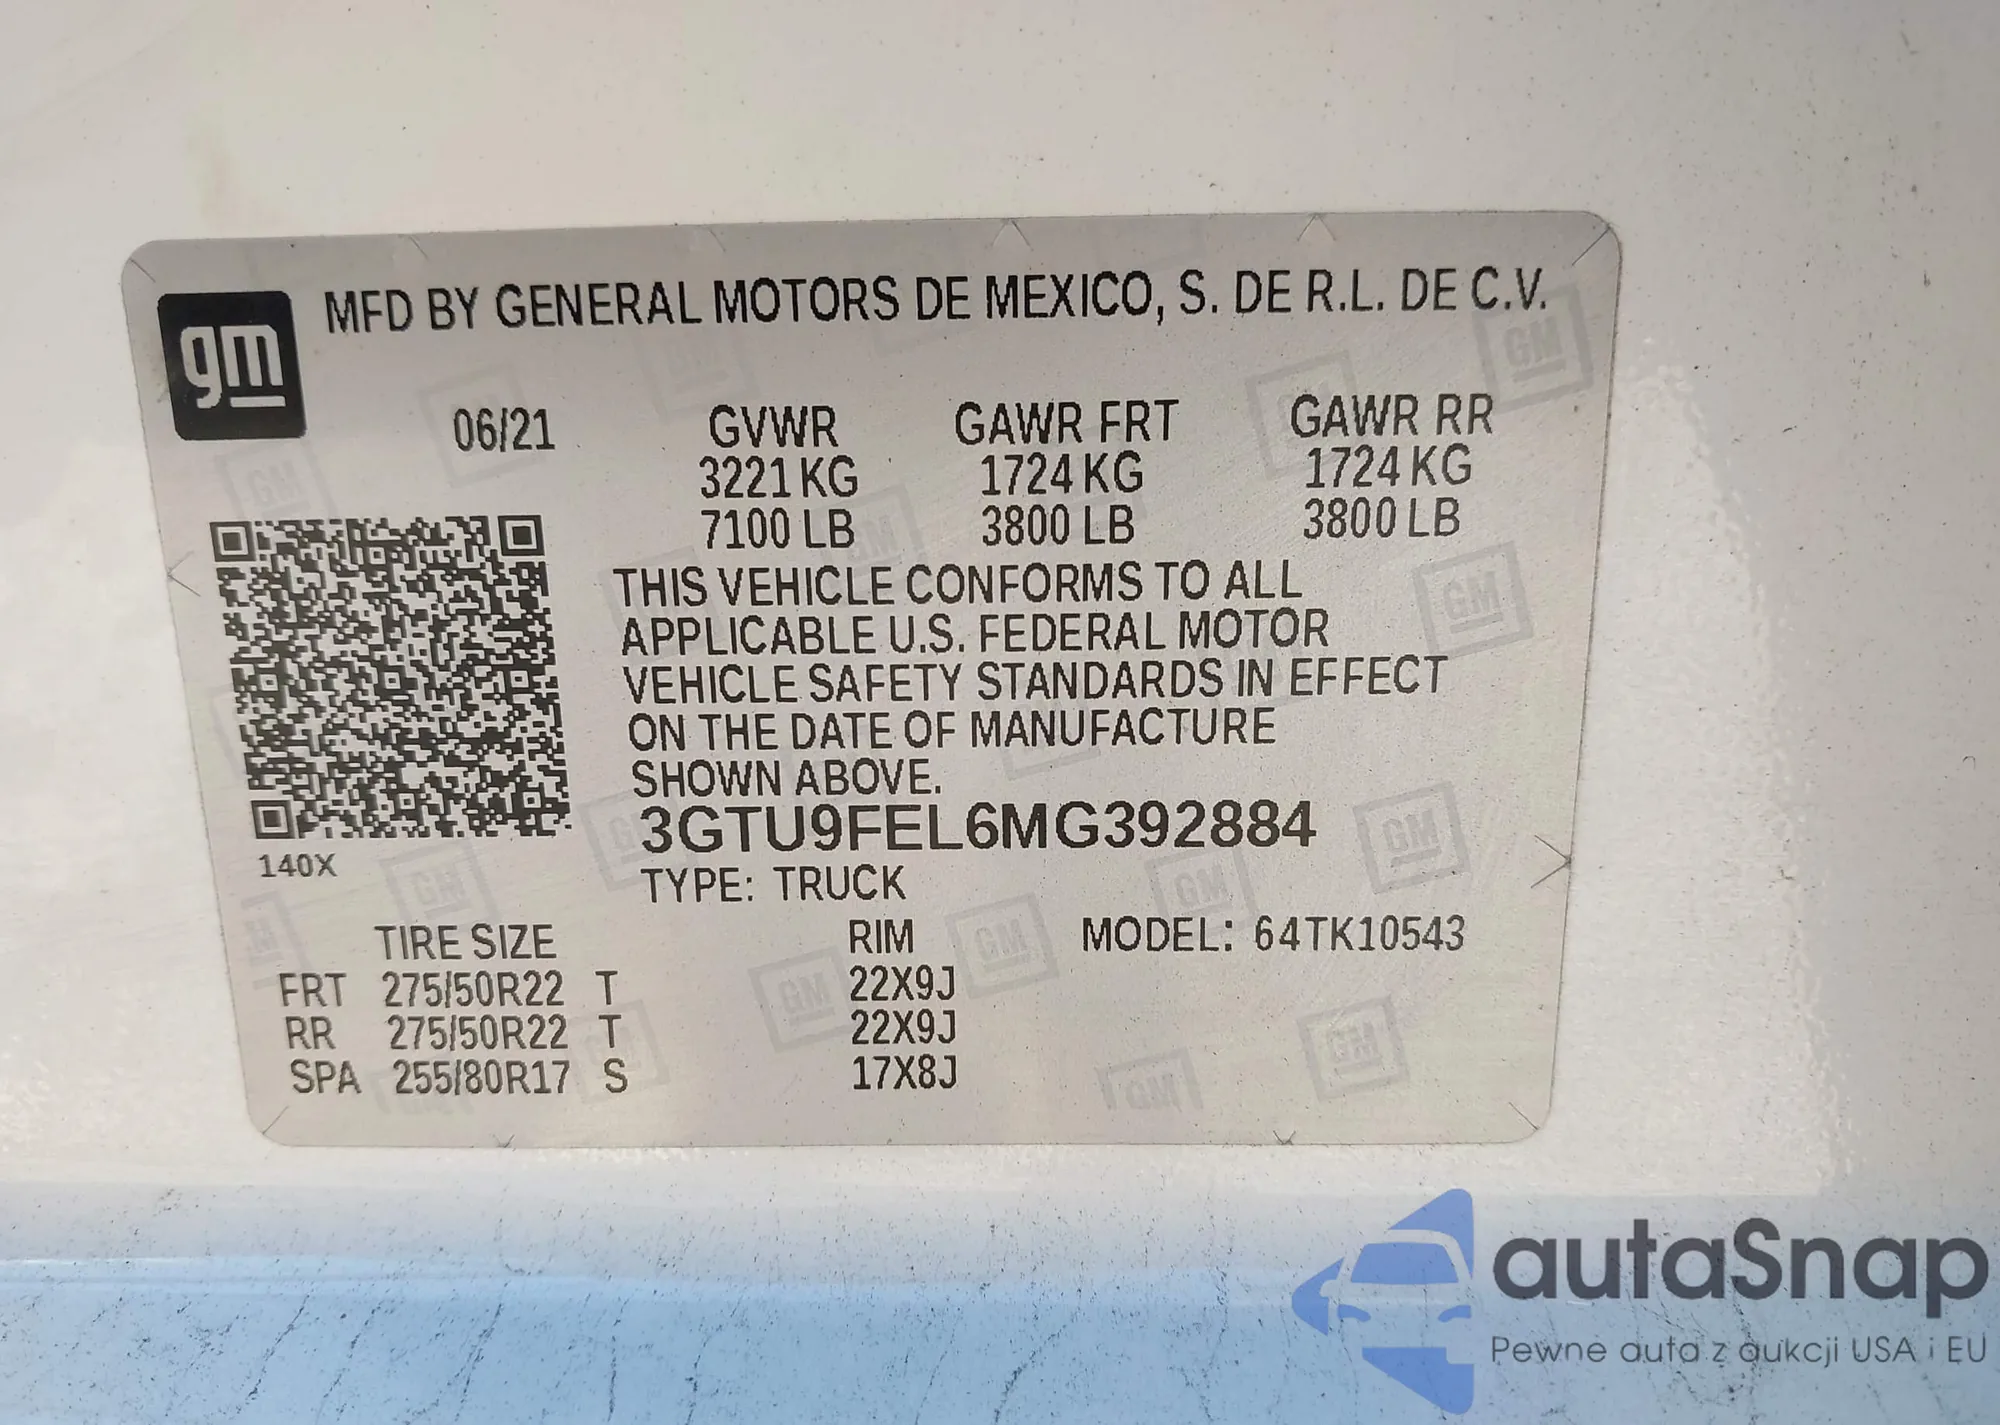 MFD BY GENERAL MOTORS DE MEXICO, S. DE R.L. DE C.V.
gm
06/21 GVWR GAWR FRT GAWR RR
3221 KG 1724 KG 1724 KG
7100 LB 3800 LB 3800 LB
THIS VEHICLE CONFORMS TO ALL
APPLICABLE U.S. FEDERAL MOTOR
VEHICLE SAFETY STANDARDS IN EFFECT
ON THE DATE OF MANUFACTURE
SHOWN ABOVE.
3GTU9FEL6MG392884
140X
TYPE: TRUCK
TIRE SIZE RIM MODEL: 64TK10543
FRT 275/50R22 T 22X9J
RR 275/50R22 T 22X9J
SPA 255/80R17 S 17X8J
autaSnap
Pewne auta z aukcji USA i EU